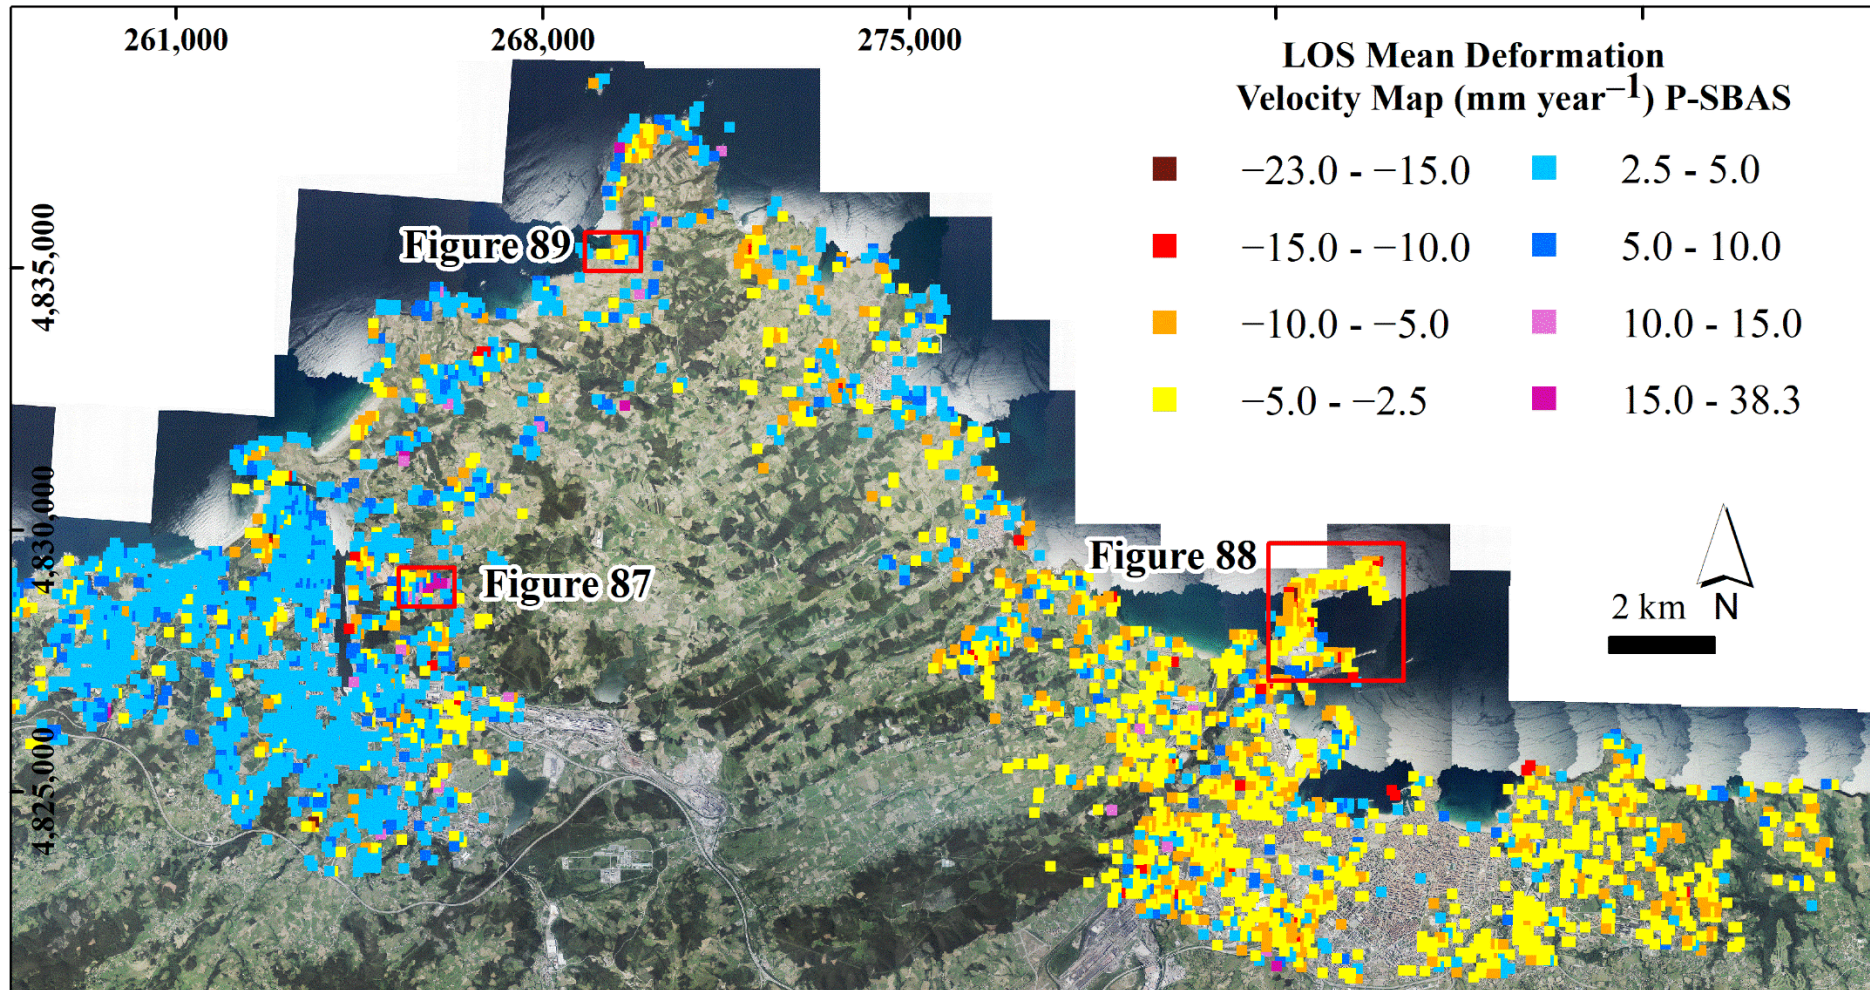 261,000
268,000
275,000
LOS Mean Deformation
Velocity Map (mm year⁻¹) P-SBAS
−23.0 - −15.0
2.5 - 5.0
−15.0 - −10.0
5.0 - 10.0
−10.0 - −5.0
10.0 - 15.0
−5.0 - −2.5
15.0 - 38.3
4,835,000
Figure 89
4,830,000
Figure 88
Figure 87
2 km
N
4,825,000